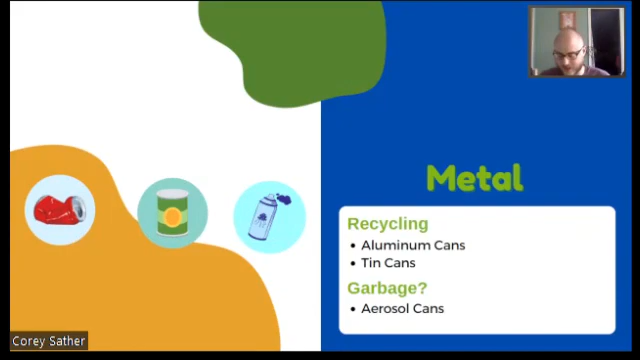 Metal
Recycling
• Aluminum Cans
• Tin Cans
Garbage?
• Aerosol Cans
Corey Sather